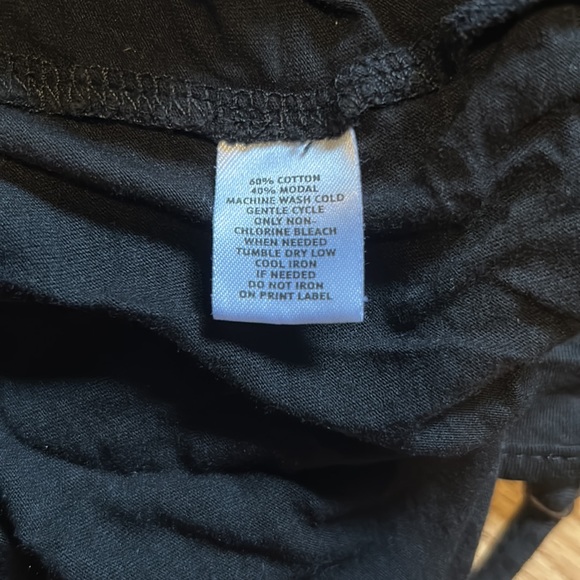 60% COTTON
40% MODAL
MACHINE WASH COLD
GENTLE CYCLE
ONLY NON-
CHLORINE BLEACH
WHEN NEEDED
TUMBLE DRY LOW
COOL IRON
IF NEEDED
DO NOT IRON
ON PRINT LABEL